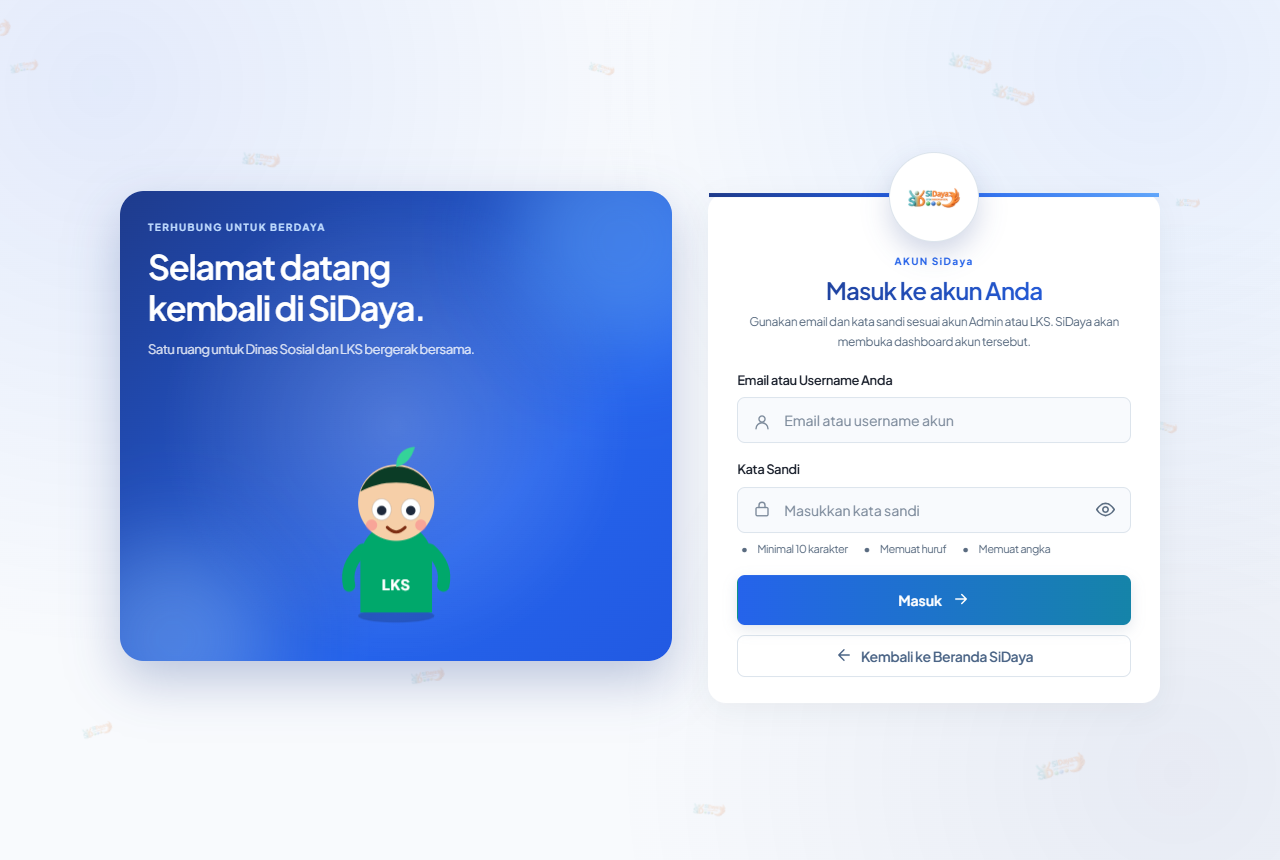 TERHUBUNG UNTUK BERDAYA
Selamat datang
kembali di SiDaya.
Satu ruang untuk Dinas Sosial dan LKS bergerak bersama.
LKS
SiDaya
AKUN SiDaya
Masuk ke akun Anda
Gunakan email dan kata sandi sesuai akun Admin atau LKS. SiDaya akan
membuka dashboard akun tersebut.
Email atau Username Anda
Email atau username akun
Kata Sandi
Masukkan kata sandi
Minimal 10 karakter
Memuat huruf
Memuat angka
Masuk
Kembali ke Beranda SiDaya